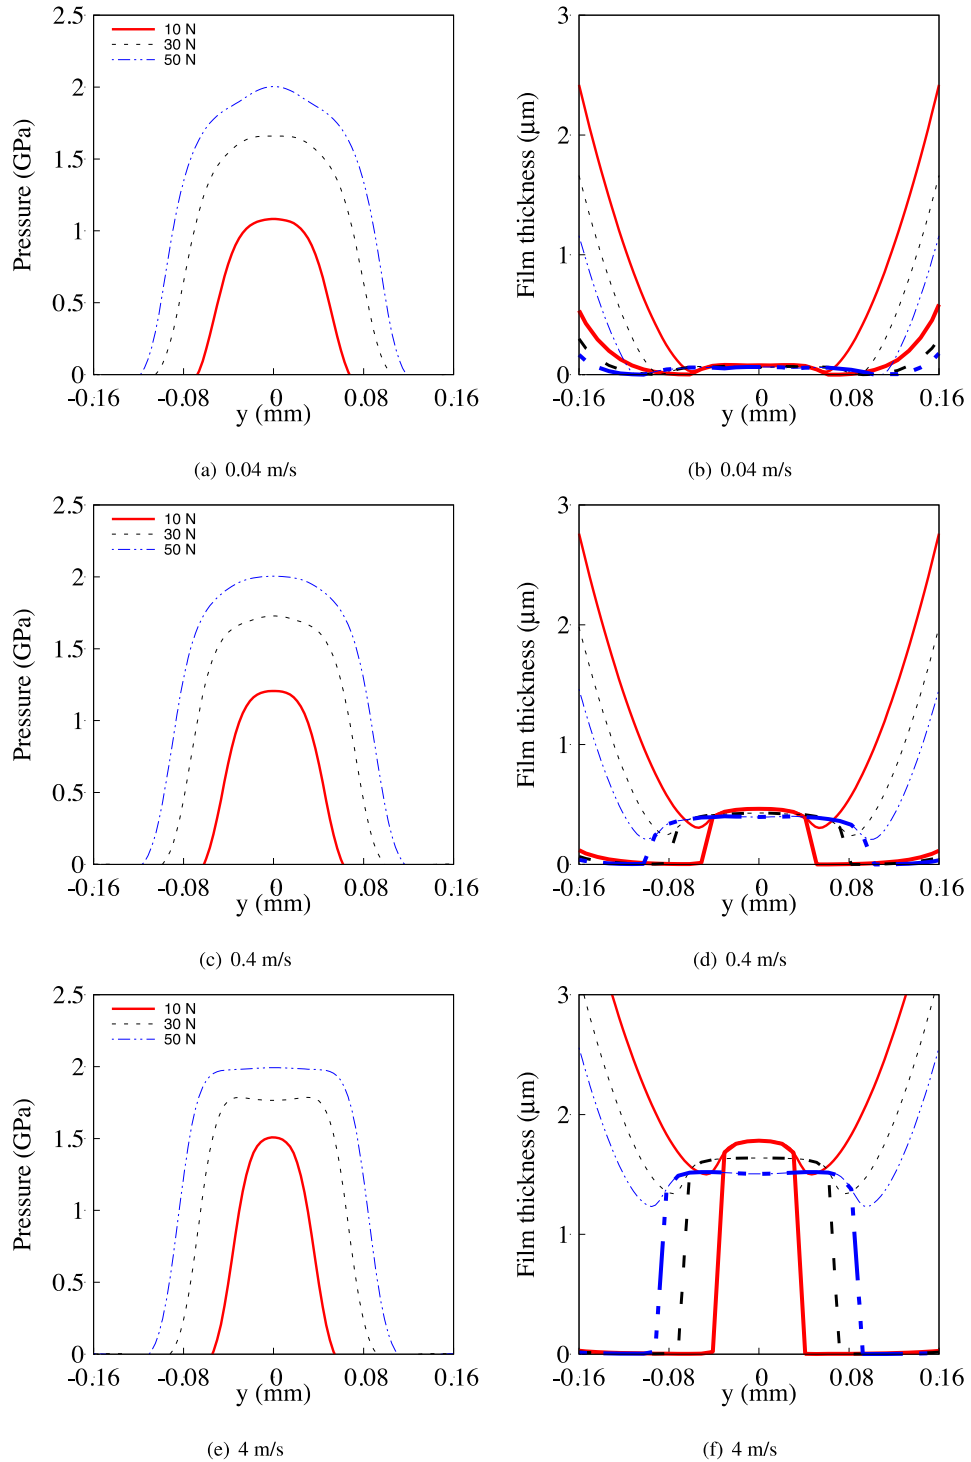 2.5
2
1.5
1
0.5
0
Pressure (GPa)
10 N
30 N
50 N
-0.16 -0.08 0 0.08 0.16
y (mm)
(a) 0.04 m/s
3
2
1
0
Film thickness (μm)
-0.16 -0.08 0 0.08 0.16
y (mm)
(b) 0.04 m/s
2.5
2
1.5
1
0.5
0
Pressure (GPa)
10 N
30 N
50 N
-0.16 -0.08 0 0.08 0.16
y (mm)
(c) 0.4 m/s
3
2
1
0
Film thickness (μm)
-0.16 -0.08 0 0.08 0.16
y (mm)
(d) 0.4 m/s
2.5
2
1.5
1
0.5
0
Pressure (GPa)
10 N
30 N
50 N
-0.16 -0.08 0 0.08 0.16
y (mm)
(e) 4 m/s
3
2
1
0
Film thickness (μm)
-0.16 -0.08 0 0.08 0.16
y (mm)
(f) 4 m/s